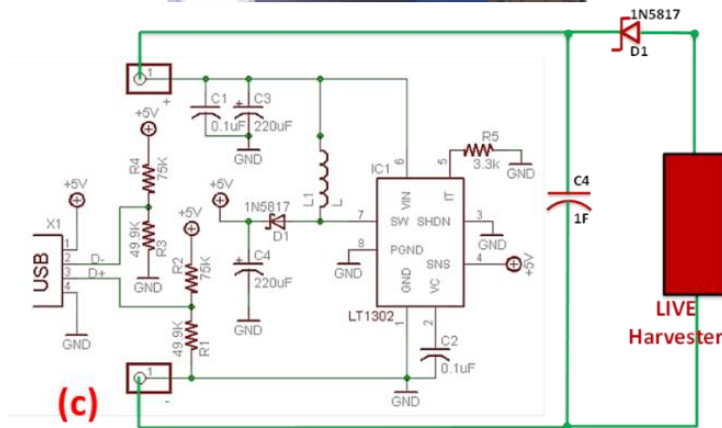 1N5817
D1
1
+
+5V
C1
0.1uF
C3
220uF
GND
R4
75K
R5
3.3k
GND
IC1
+5V
+5V
1N5817
D1
L1
L
6
5
VIN
IT
7
SW
SHDN
3
GND
8
PGND
GND
SNS
4
+5V
GND
VC
LT1302
1
2
C4
1F
X1
USB
1
2
3
4
D-
D+
49.9K
R3
GND
+5V
R2
75K
C4
220uF
GND
GND
49.9K
R1
C2
0.1uF
GND
1
-
LIVE
Harvester
(c)